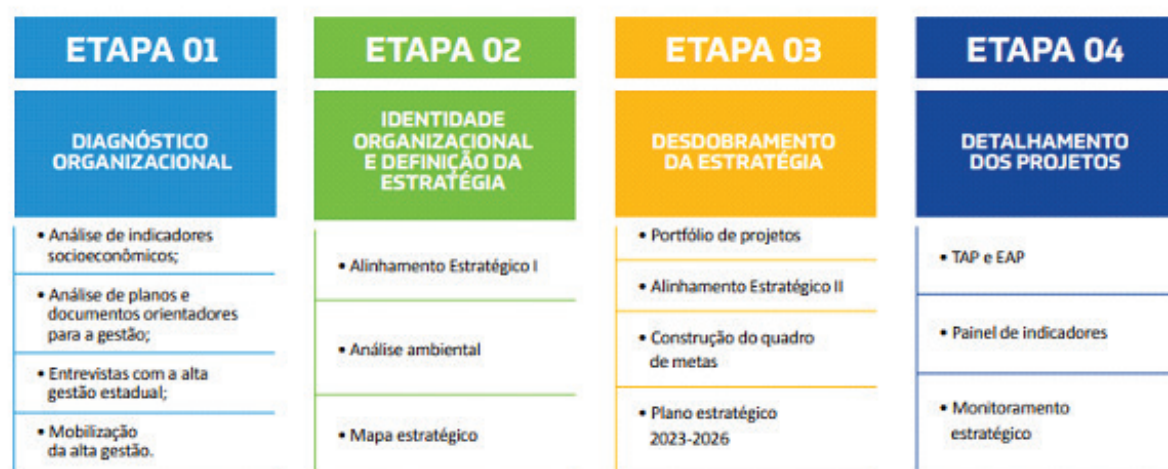 ETAPA 01
DIAGNÓSTICO
ORGANIZACIONAL
• Análise de indicadores
socioeconômicos;
• Análise de planos e
documentos orientadores
para a gestão;
• Entrevistas com a alta
gestão estadual;
• Mobilização
da alta gestão.
ETAPA 02
IDENTIDADE
ORGANIZACIONAL
E DEFINIÇÃO DA
ESTRATÉGIA
• Alinhamento Estratégico I
• Análise ambiental
• Mapa estratégico
ETAPA 03
DESDOBRAMENTO
DA ESTRATÉGIA
• Portfólio de projetos
• Alinhamento Estratégico II
• Construção do quadro
de metas
• Plano estratégico
2023-2026
ETAPA 04
DETALHAMENTO
DOS PROJETOS
• TAP e EAP
• Painel de indicadores
• Monitoramento
estratégico